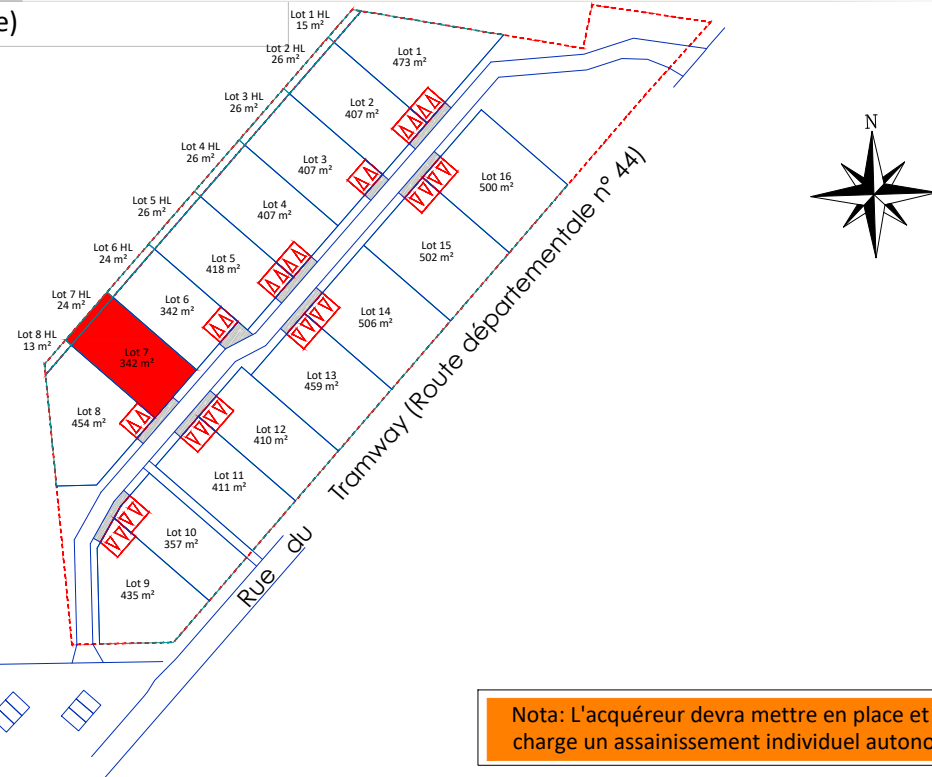 e)
Lot 1 HL
15 m²
Lot 2 HL
26 m²
Lot 3 HL
26 m²
Lot 4 HL
26 m²
Lot 5 HL
26 m²
Lot 6 HL
24 m²
Lot 7 HL
24 m²
Lot 8 HL
13 m²
Lot 1
473 m²
Lot 2
407 m²
Lot 3
407 m²
Lot 4
407 m²
Lot 5
418 m²
Lot 6
342 m²
Lot 7
342 m²
Lot 8
454 m²
Lot 16
500 m²
Lot 15
502 m²
Lot 14
506 m²
Lot 13
459 m²
Lot 12
410 m²
Lot 11
411 m²
Lot 10
357 m²
Lot 9
435 m²
Rue du Tramway (Route départementale n° 44)
N
Nota: L'acquéreur devra mettre en place et
charge un assainissement individuel autono